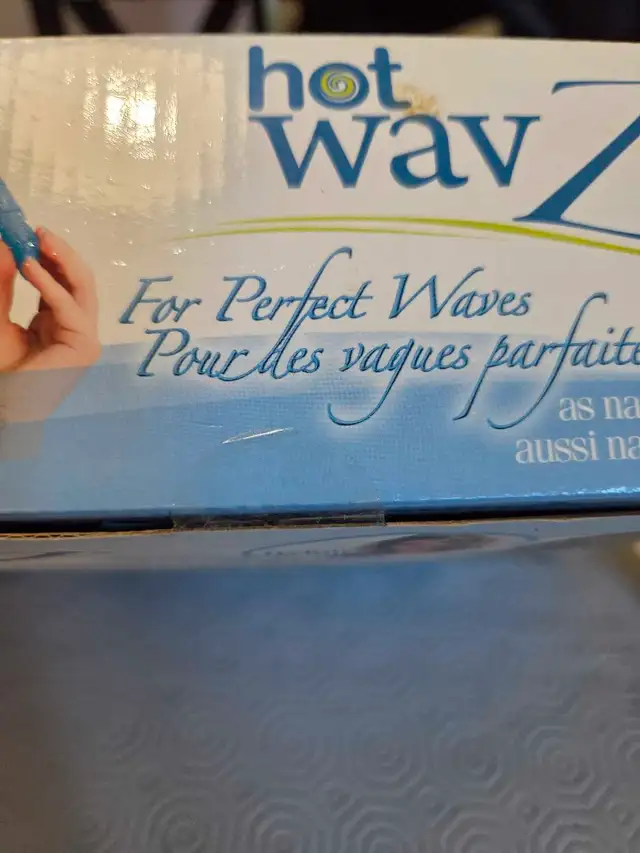 hot
wavZ
For Perfect Waves
Pour des vagues parfaite
as na
aussi na